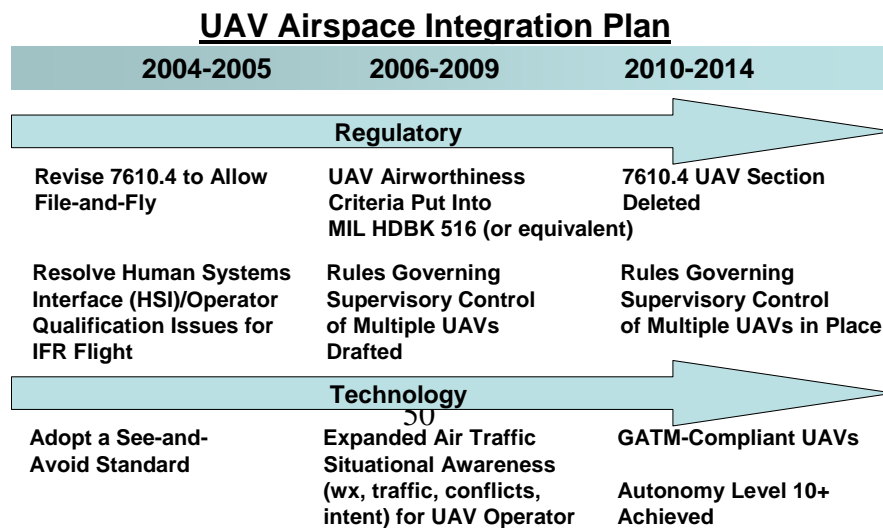 UAV Airspace Integration Plan
2004-2005 2006-2009 2010-2014
Regulatory
Revise 7610.4 to Allow
File-and-Fly
UAV Airworthiness
Criteria Put Into
MIL HDBK 516 (or equivalent)
7610.4 UAV Section
Deleted
Resolve Human Systems
Interface (HSI)/Operator
Qualification Issues for
IFR Flight
Rules Governing
Supervisory Control
of Multiple UAVs
Drafted
Rules Governing
Supervisory Control
of Multiple UAVs in Place
Technology
50
Adopt a See-and-
Avoid Standard
Expanded Air Traffic
Situational Awareness
(wx, traffic, conflicts,
intent) for UAV Operator
GATM-Compliant UAVs
Autonomy Level 10+
Achieved